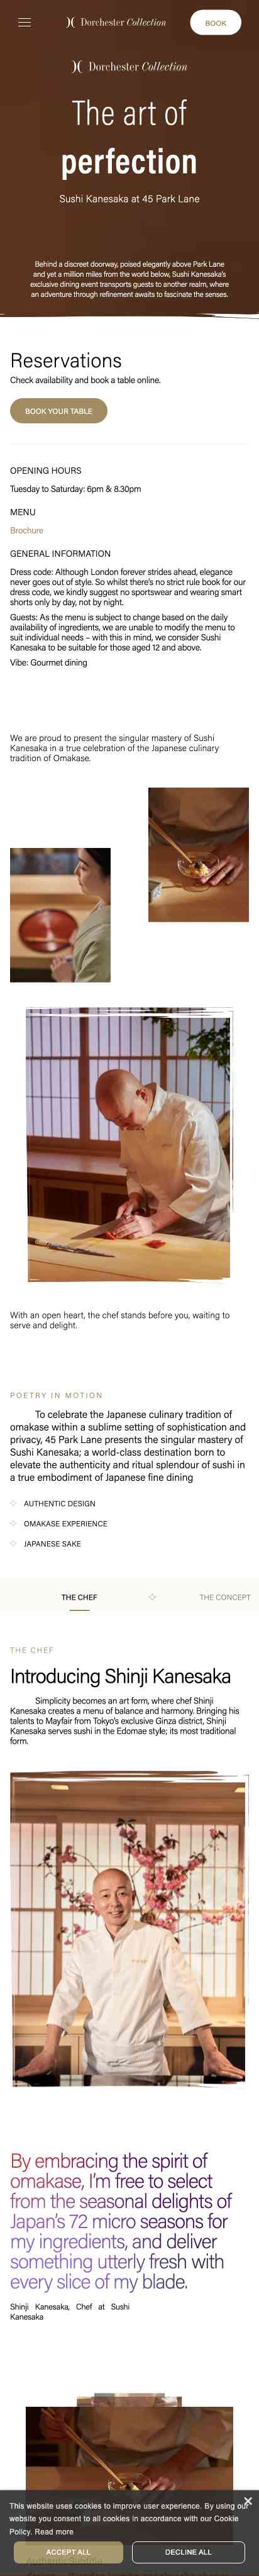 Dorchester Collection
BOOK
Dorchester Collection
The art of
perfection
Sushi Kanesaka at 45 Park Lane
Behind a discreet doorway, poised elegantly above Park Lane
and yet a million miles from the world below, Sushi Kanesaka's
exclusive dining event transports guests to another realm, where
an adventure through refinement awaits to fascinate the senses.
Reservations
Check availability and book a table online.
BOOK YOUR TABLE
OPENING HOURS
Tuesday to Saturday: 6pm & 8.30pm
MENU
Brochure
GENERAL INFORMATION
Dress code: Although London forever strides ahead, elegance
never goes out of style. So whilst there's no strict rule book for our
dress code, we kindly suggest no sportswear and wearing smart
shorts only by day, not by night.
Guests: As the menu is subject to change based on the daily
availability of ingredients, we are unable to modify the menu to
suit individual needs – with this in mind, we consider Sushi
Kanesaka to be suitable for those aged 12 and above.
Vibe: Gourmet dining
We are proud to present the singular mastery of Sushi
Kanesaka in a true celebration of the Japanese culinary
tradition of Omakase.
With an open heart, the chef stands before you, waiting to
serve and delight.
POETRY IN MOTION
To celebrate the Japanese culinary tradition of
omakase within a sublime setting of sophistication and
privacy, 45 Park Lane presents the singular mastery of
Sushi Kanesaka; a world-class destination born to
elevate the authenticity and ritual splendour of sushi in
a true embodiment of Japanese fine dining
AUTHENTIC DESIGN
OMAKASE EXPERIENCE
JAPANESE SAKE
THE CHEF
THE CONCEPT
THE CHEF
Introducing Shinji Kanesaka
Simplicity becomes an art form, where chef Shinji
Kanesaka creates a menu of balance and harmony. Bringing his
talents to Mayfair from Tokyo's exclusive Ginza district, Shinji
Kanesaka serves sushi in the Edomae style; its most traditional
form.
By embracing the spirit of
omakase, I'm free to select
from the seasonal delights of
Japan's 72 micro seasons for
my ingredients, and deliver
something utterly fresh with
every slice of my blade.
Shinji Kanesaka, Chef at Sushi
Kanesaka
This website uses cookies to improve user experience. By using our
website you consent to all cookies in accordance with our Cookie
Policy. Read more
ACCEPT ALL
DECLINE ALL